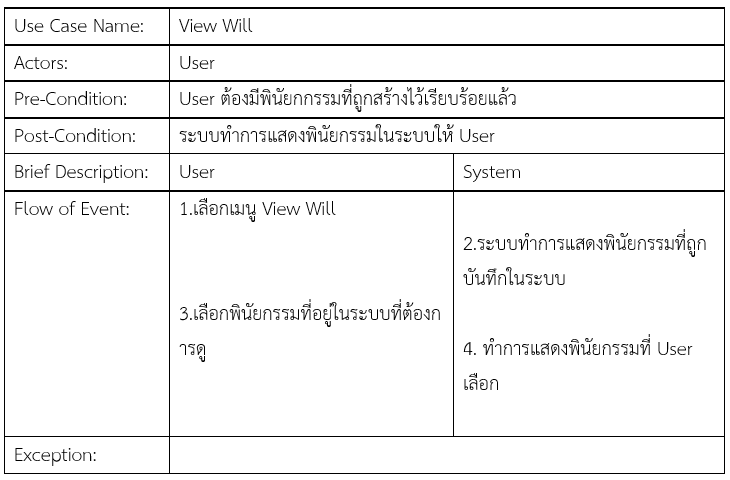 Use Case Name: View Will
Actors: User
Pre-Condition: User ต้องมีพินัยกกรรมที่ถูกสร้างไว้เรียบร้อยแล้ว
Post-Condition: ระบบทำการแสดงพินัยกรรมในระบบให้ User
Brief Description: User System
Flow of Event: 1.เลือกเมนู View Will
2.ระบบทำการแสดงพินัยกรรมที่ถูก
บันทึกในระบบ
3.เลือกพินัยกรรมที่อยู่ในระบบที่ต้องก
ารดู
4. ทำการแสดงพินัยกรรมที่ User
เลือก
Exception: